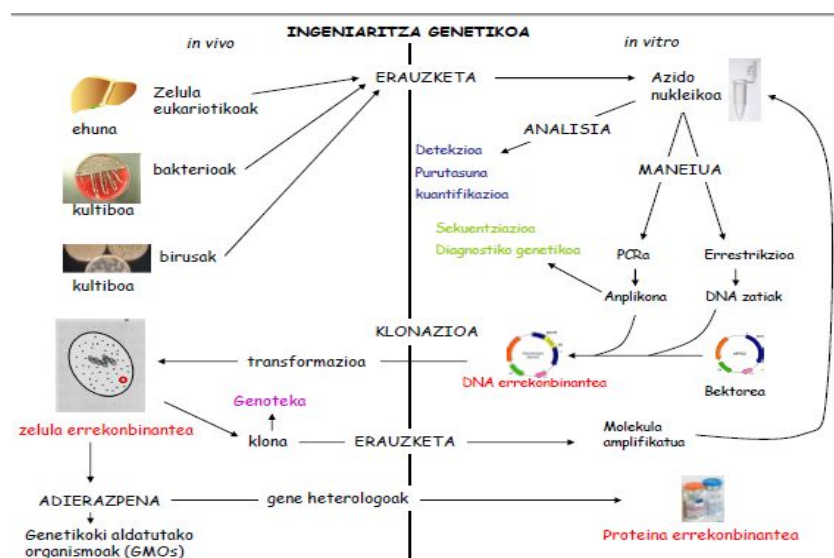 INGENIARITZA GENETIKOA
in vivo
in vitro
Zelula
eukariotikoak
ehuna
bakterioak
kultiboa
birusak
kultiboa
ERAUZKETA
Azido
nukleikoa
ANALISIA
Detekzioa
Purutasuna
kuantifikazioa
MANEIUA
Sekuentziazioa
Diagnostiko genetikoa
PCRa
Errestrikzioa
Anplikona
DNA zatiak
KLONAZIOA
transformazioa
DNA errekonbinantea
Bektorea
Genoteka
zelula errekonbinantea
klona
ERAUZKETA
Molekula
amplifikatua
ADIERAZPENA
gene heterologoak
Genetikoki aldatutako
organismoak (GMOs)
Proteina errekonbinantea